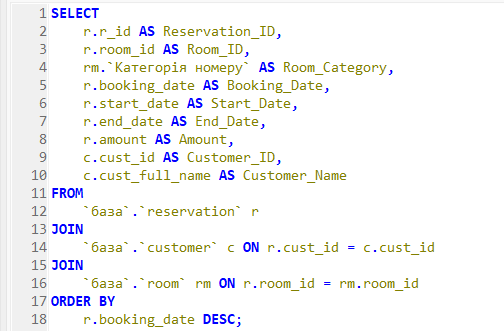 1 SELECT
2     r.r_id AS Reservation_ID,
3     r.room_id AS Room_ID,
4     rm.`Категорія номеру` AS Room_Category,
5     r.booking_date AS Booking_Date,
6     r.start_date AS Start_Date,
7     r.end_date AS End_Date,
8     r.amount AS Amount,
9     c.cust_id AS Customer_ID,
10     c.cust_full_name AS Customer_Name
11 FROM
12     `база`.`reservation` r
13 JOIN
14     `база`.`customer` c ON r.cust_id = c.cust_id
15 JOIN
16     `база`.`room` rm ON r.room_id = rm.room_id
17 ORDER BY
18     r.booking_date DESC;